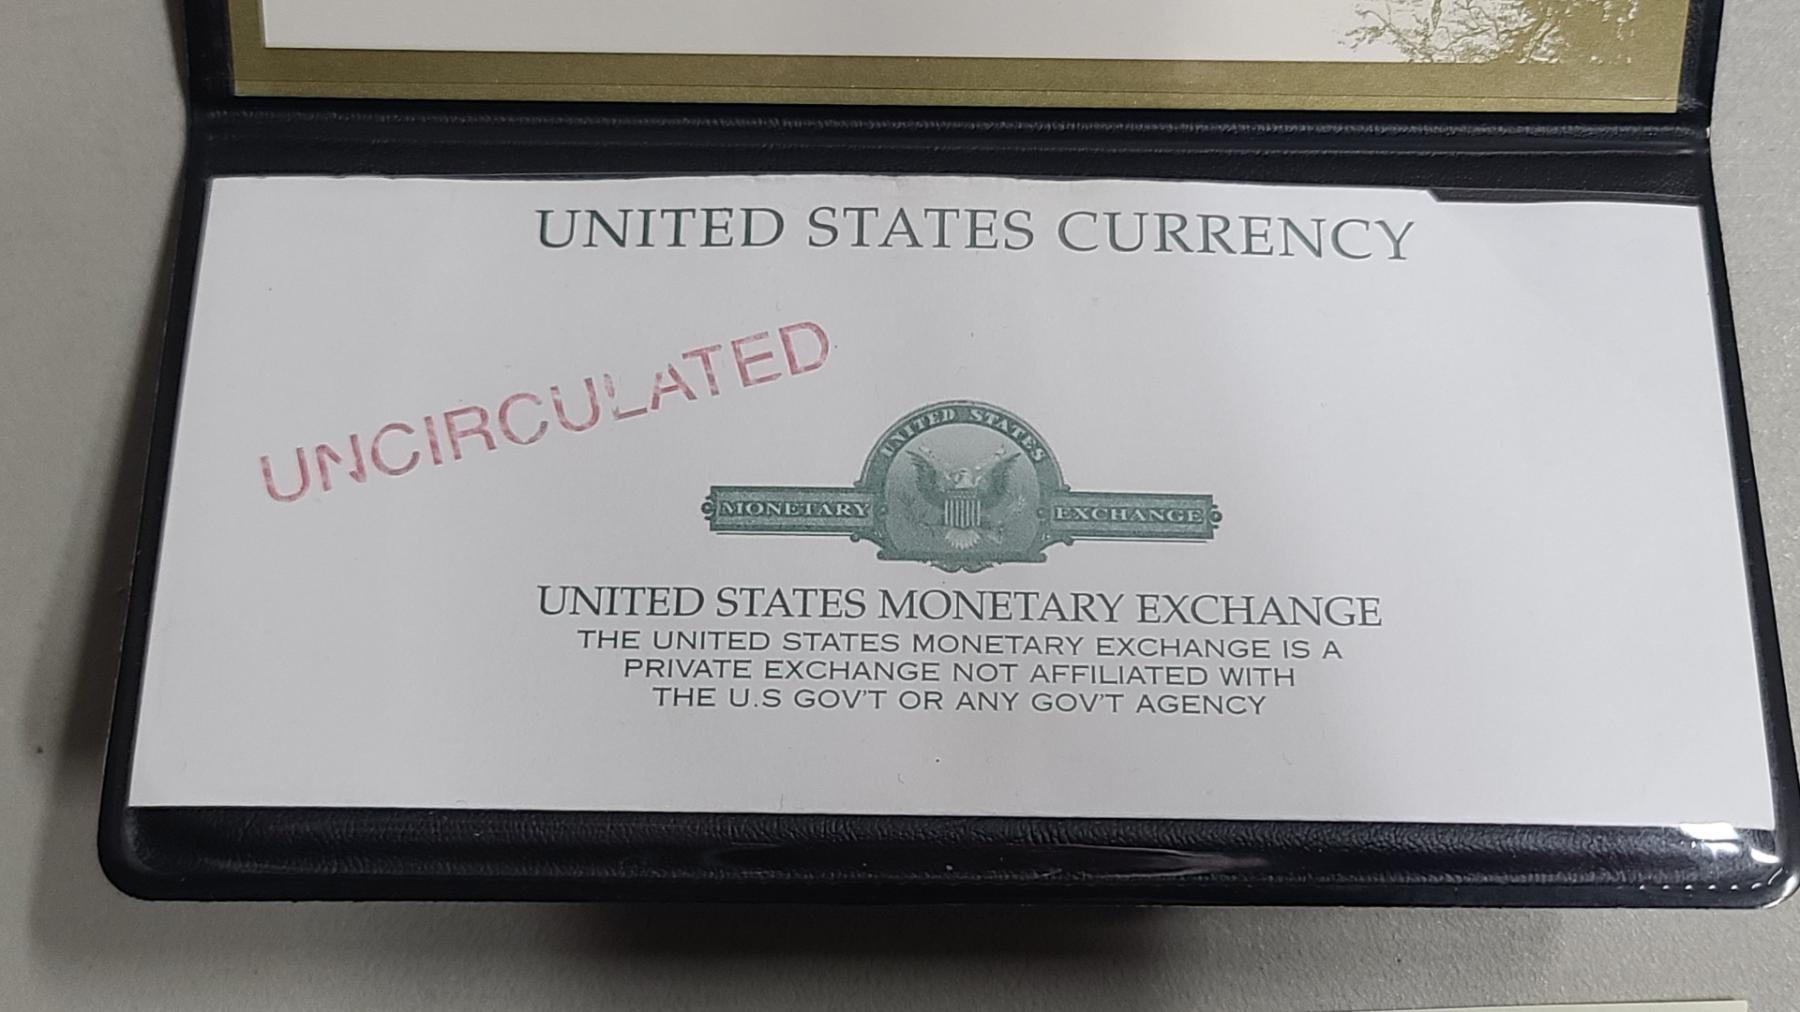 UNITED STATES CURRENCY
UNCIRCULATED
UNITED STATES
MONETARY EXCHANGE
UNITED STATES MONETARY EXCHANGE
THE UNITED STATES MONETARY EXCHANGE IS A
PRIVATE EXCHANGE NOT AFFILIATED WITH
THE U.S GOV'T OR ANY GOV'T AGENCY